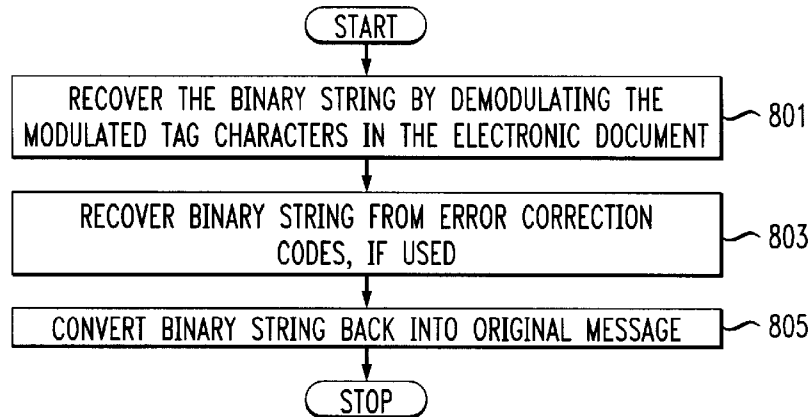 START
RECOVER THE BINARY STRING BY DEMODULATING THE
MODULATED TAG CHARACTERS IN THE ELECTRONIC DOCUMENT
801
RECOVER BINARY STRING FROM ERROR CORRECTION
CODES, IF USED
803
CONVERT BINARY STRING BACK INTO ORIGINAL MESSAGE
805
STOP